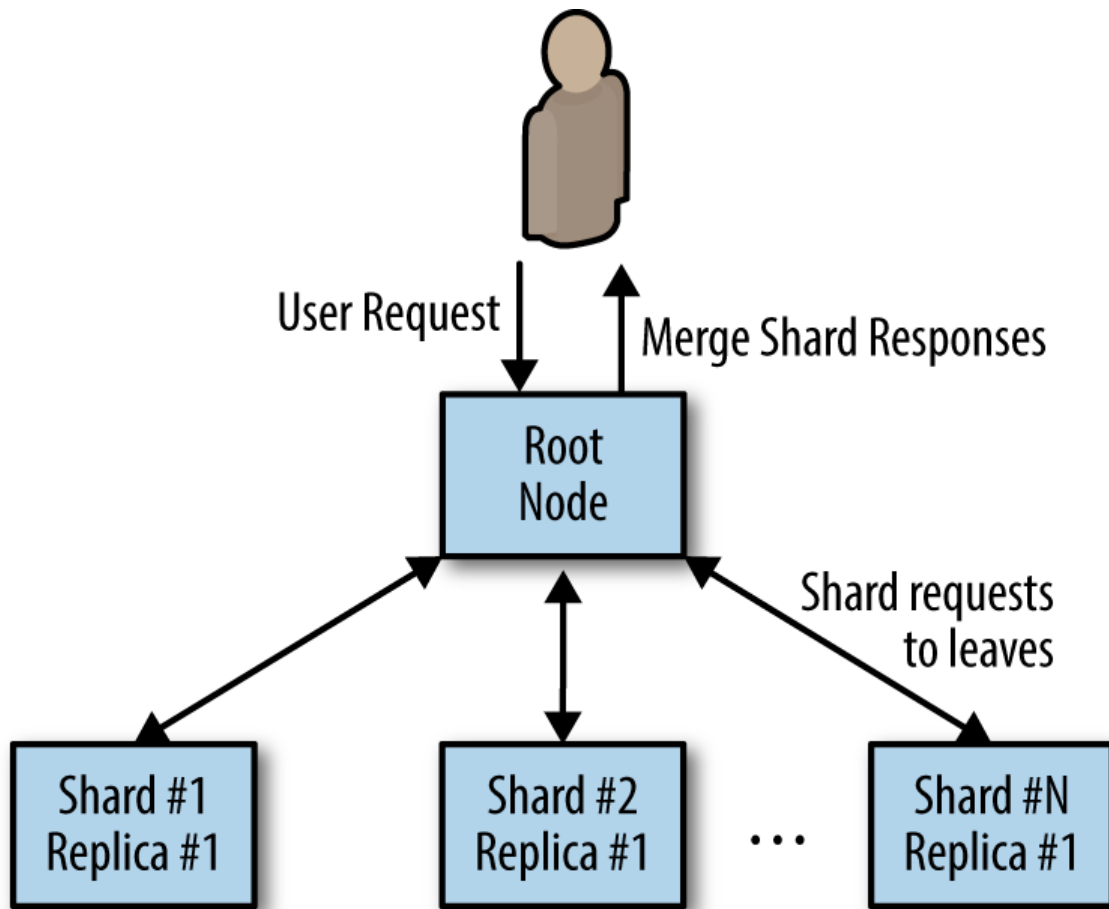 User Request
Merge Shard Responses
Root
Node
Shard requests
to leaves
Shard #1
Replica #1
Shard #2
Replica #1
...
Shard #N
Replica #1